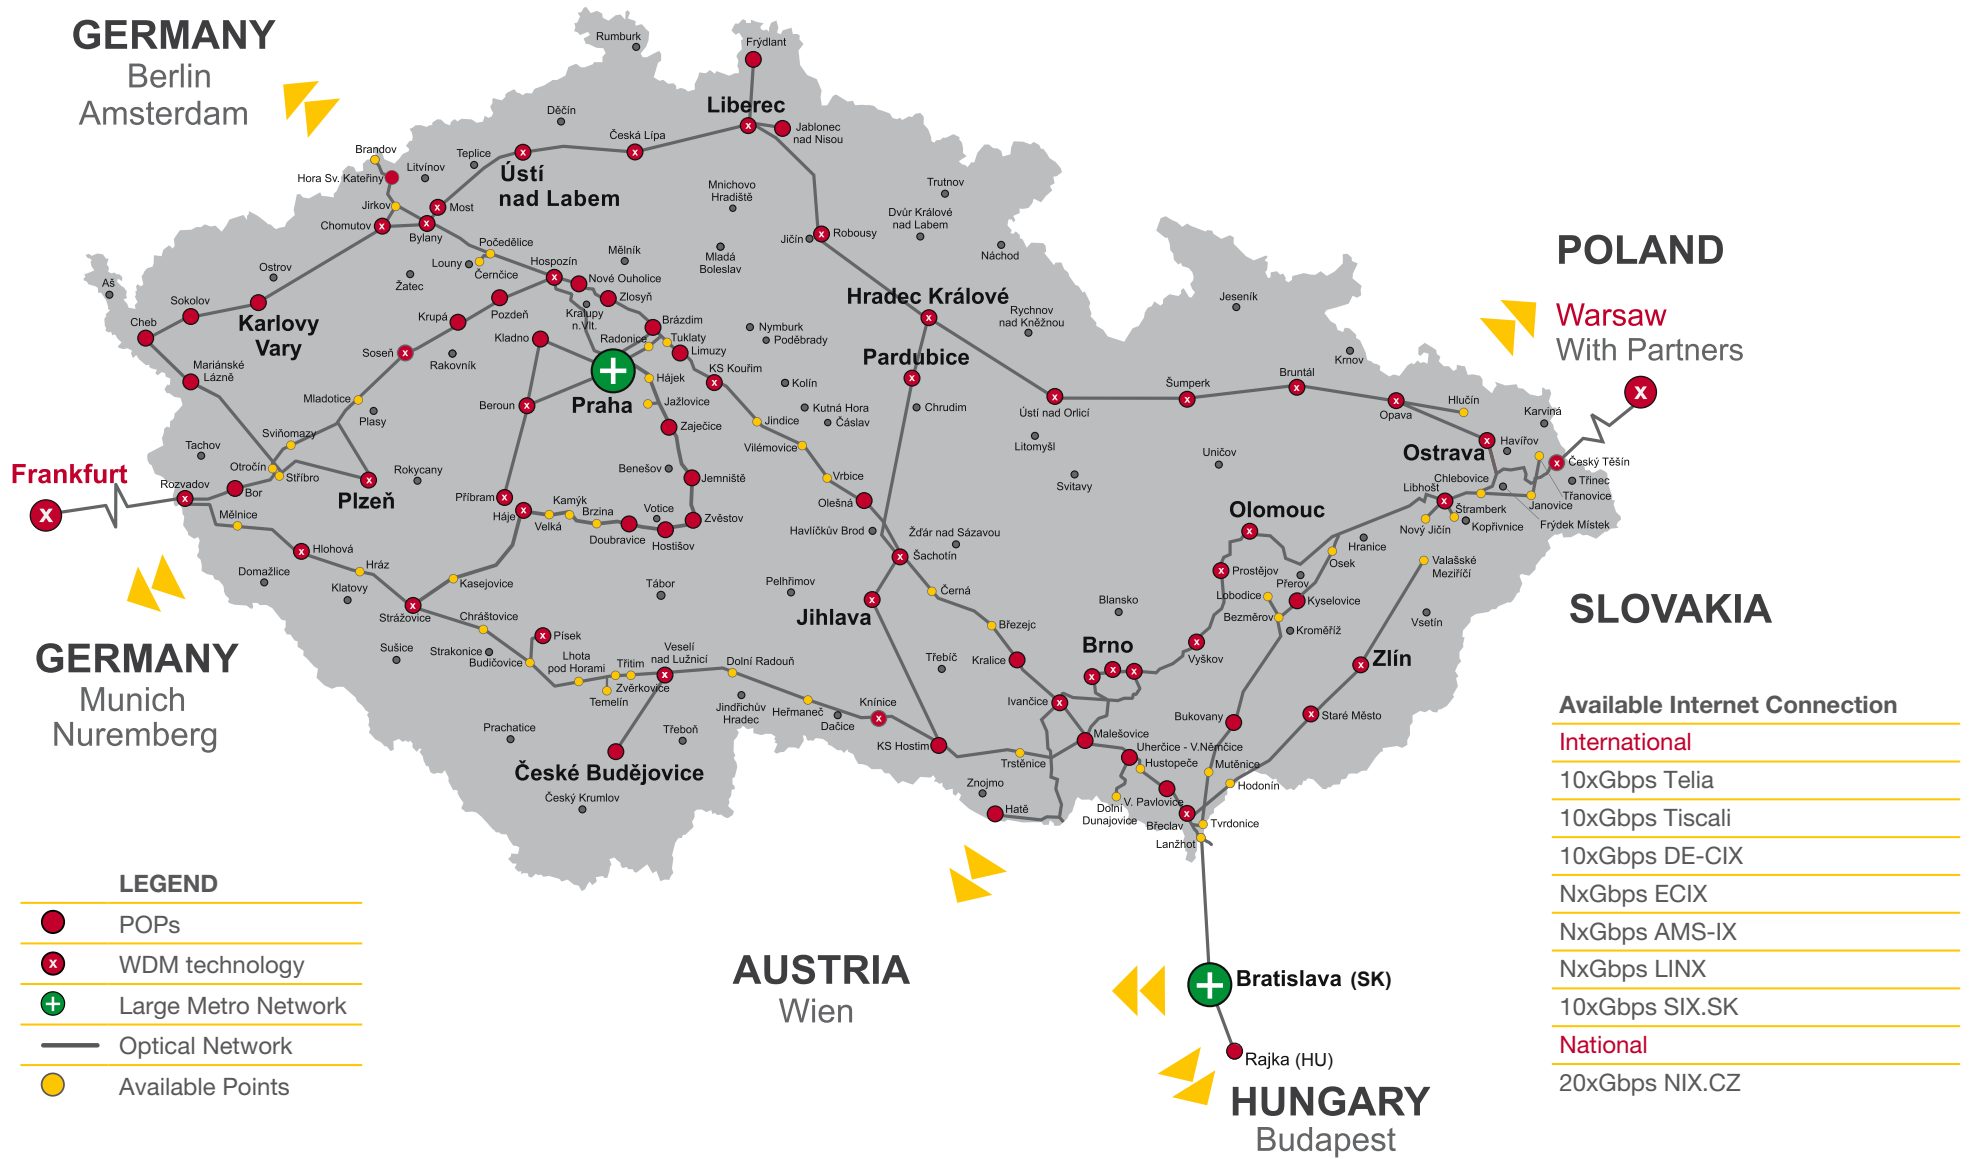 GERMANY
Berlin
Amsterdam
Rumburk
Frýdlant
Liberec
Jablonec
nad Nisou
Děčín
Česká Lípa
Brandov
Teplice
Litvínov
Hora Sv. Kateřiny
Ústí
nad Labem
Jirkov
Most
Chomutov
Bylany
Mnichovo
Hradiště
Trutnov
Dvůr Králové
nad Labem
Jičín
Robousy
Náchod
Počedělice
Louny
Černčice
Hospozín
Mělník
Mladá
Boleslav
Nové Ouholice
Zlosyň
Ostrov
Žatec
Aš
Sokolov
Cheb
Karlovy
Vary
Krupá
Pozdeň
Kralupy
n.Vlt.
Brázdim
Hradec Králové
Rychnov
nad Kněžnou
Jeseník
POLAND
Warsaw
With Partners
Kladno
Radonice
Tuklaty
Limuzy
Nymburk
Poděbrady
Soseň
Rakovník
Pardubice
Krnov
Mariánské
Lázně
KS Kouřim
Kolín
Hájek
Šumperk
Bruntál
Mladotice
Plasy
Beroun
Praha
Jažlovice
Kutná Hora
Čáslav
Chrudim
Ústí nad Orlicí
Opava
Hlučín
Karviná
Zaječice
Jindice
Sviňomazy
Tachov
Vilémovice
Litomyšl
Ostrava
Havířov
Český Těšín
Frankfurt
Otročín
Stříbro
Rokycany
Benešov
Uničov
Rozvadov
Bor
Plzeň
Jemniště
Vrbice
Svitavy
Chlebovice
Libhošt
Třinec
Třanovice
Janovice
Příbram
Háje
Kamýk
Velká
Brzina
Votice
Zvěstov
Olešná
Olomouc
Štramberk
Nový Jičín
Kopřivnice
Frýdek Místek
Mělnice
Doubravice
Hostišov
Havlíčkův Brod
Žďár nad Sázavou
Hranice
Hlohová
Šachotín
Osek
Valašské
Meziříčí
Domažlice
Hráz
Klatovy
Kasejovice
Tábor
Pelhřimov
Černá
Prostějov
Přerov
Lobodice
Kyselovice
Blansko
Strážovice
Chráštovice
Jihlava
Bezměrov
Kroměříž
Vsetín
SLOVAKIA
GERMANY
Munich
Nuremberg
Březejc
Písek
Sušice
Strakonice
Budičovice
Lhota
pod Horami
Třitim
Zvěrkovice
Temelín
Veselí
nad Lužnicí
Dolní Radouň
Třebíč
Kralice
Brno
Vyškov
Zlín
Jindřichův
Hradec
Heřmaneč
Dačice
Knínice
Ivančice
Bukovany
Staré Město
Prachatice
Třeboň
KS Hostim
Malešovice
Trstěnice
Uherčice - V.Němčice
Hustopeče
Mutěnice
Hodonín
České Budějovice
Český Krumlov
Znojmo
Hatě
Dolní
Dunajovice
V. Pavlovice
Břeclav
Tvrdonice
Lanžhot
Available Internet Connection
International
10xGbps Telia
10xGbps Tiscali
10xGbps DE-CIX
NxGbps ECIX
NxGbps AMS-IX
NxGbps LINX
10xGbps SIX.SK
National
20xGbps NIX.CZ
LEGEND
POPs
WDM technology
Large Metro Network
Optical Network
Available Points
AUSTRIA
Wien
Bratislava (SK)
Rajka (HU)
HUNGARY
Budapest